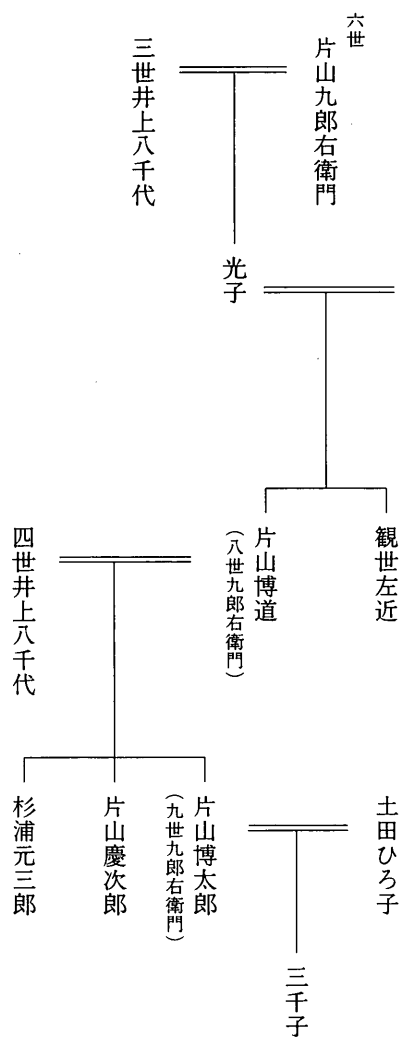 六世
片山九郎右衛門
三世井上八千代
光子
観世左近
片山博道
(八世九郎右衛門)
四世井上八千代
土田ひろ子
片山博太郎
(九世九郎右衛門)
片山慶次郎
杉浦元三郎
三千子